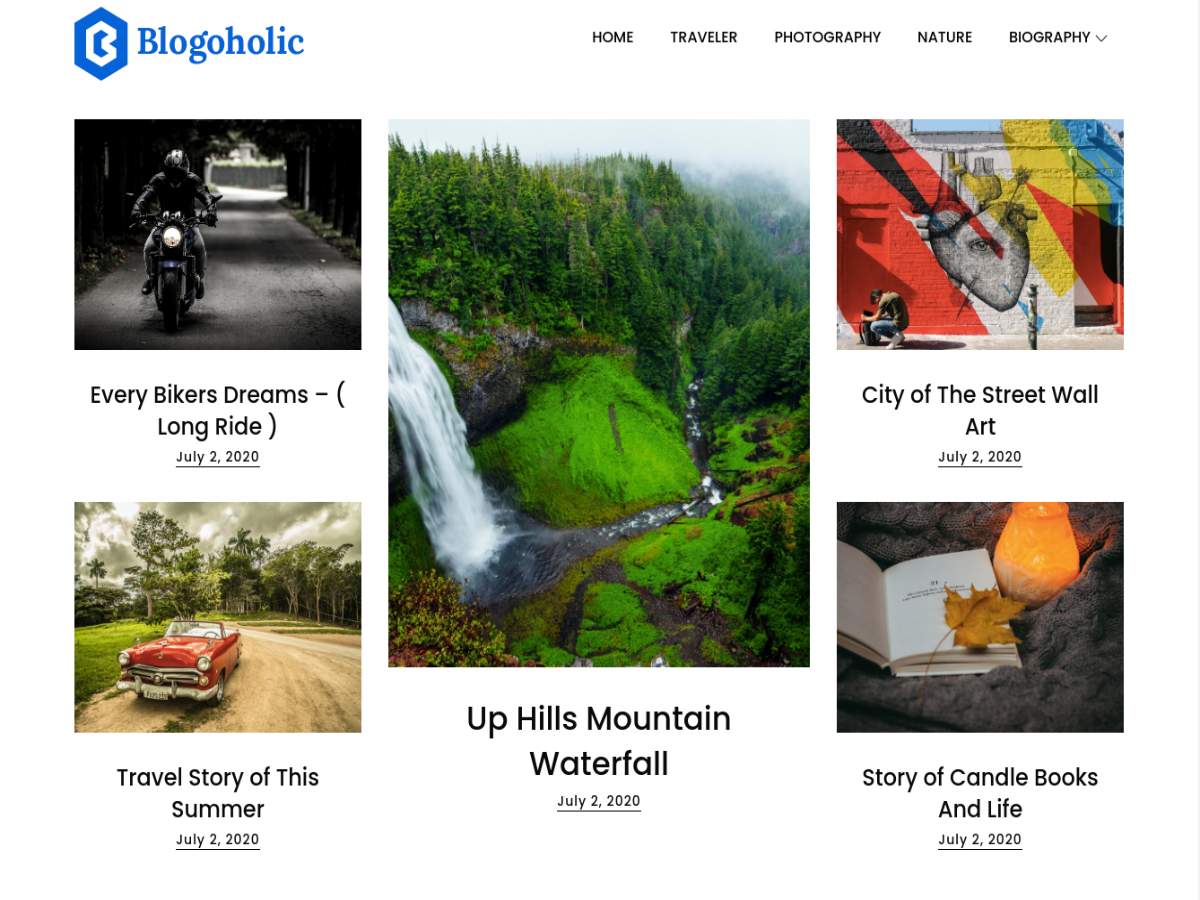 Blogoholic
HOME TRAVELER PHOTOGRAPHY NATURE BIOGRAPHY
Every Bikers Dreams – (
Long Ride )
July 2, 2020
Travel Story of This
Summer
July 2, 2020
Up Hills Mountain
Waterfall
July 2, 2020
City of The Street Wall
Art
July 2, 2020
Story of Candle Books
And Life
July 2, 2020